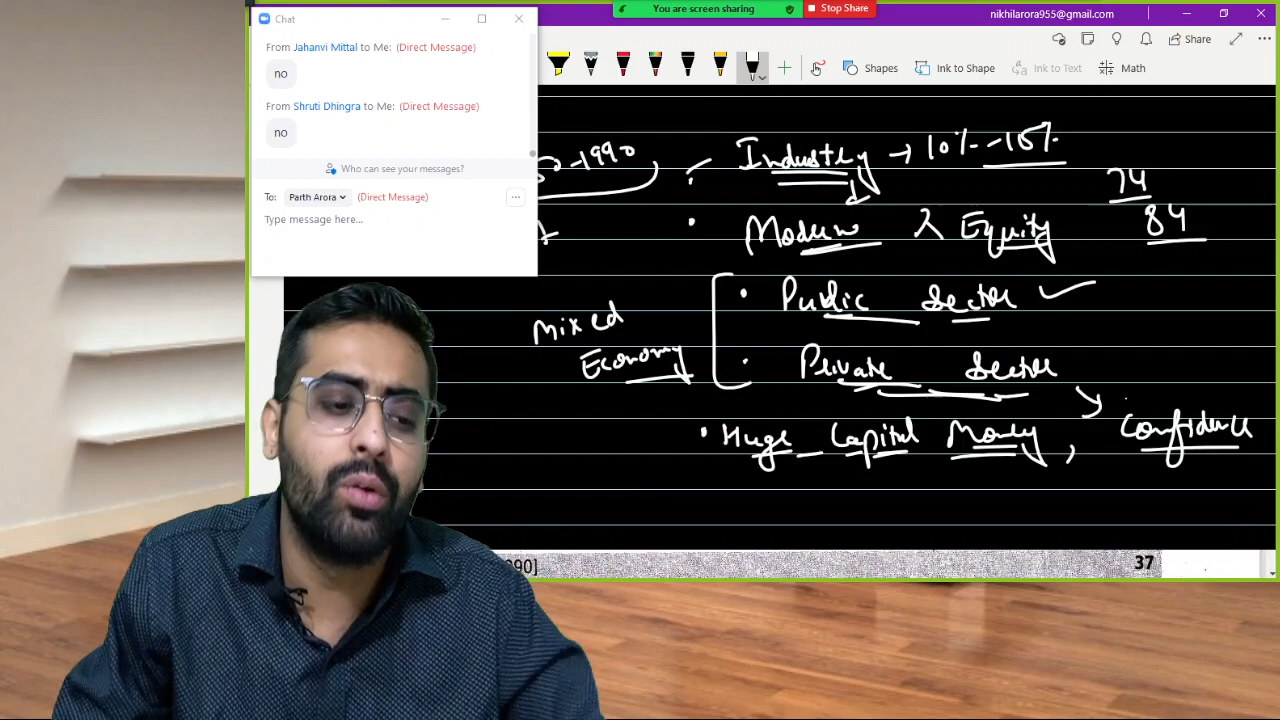 You are screen sharing
Stop Share
nikhilarora955@gmail.com
Chat
From Jahanvi Mittal to Me: (Direct Message)
no
From Shruti Dhingra to Me: (Direct Message)
no
Who can see your messages?
To: Parth Arora (Direct Message)
Type message here...
Share
Shapes
Ink to Shape
Ink to Text
Math
-1990
Industry → 10% - 15%
74
84
Modern & Equity
Mixed Economy
• Public Sector ✓
• Private Sector
• Huge Capital Money, Confidence
990]
37